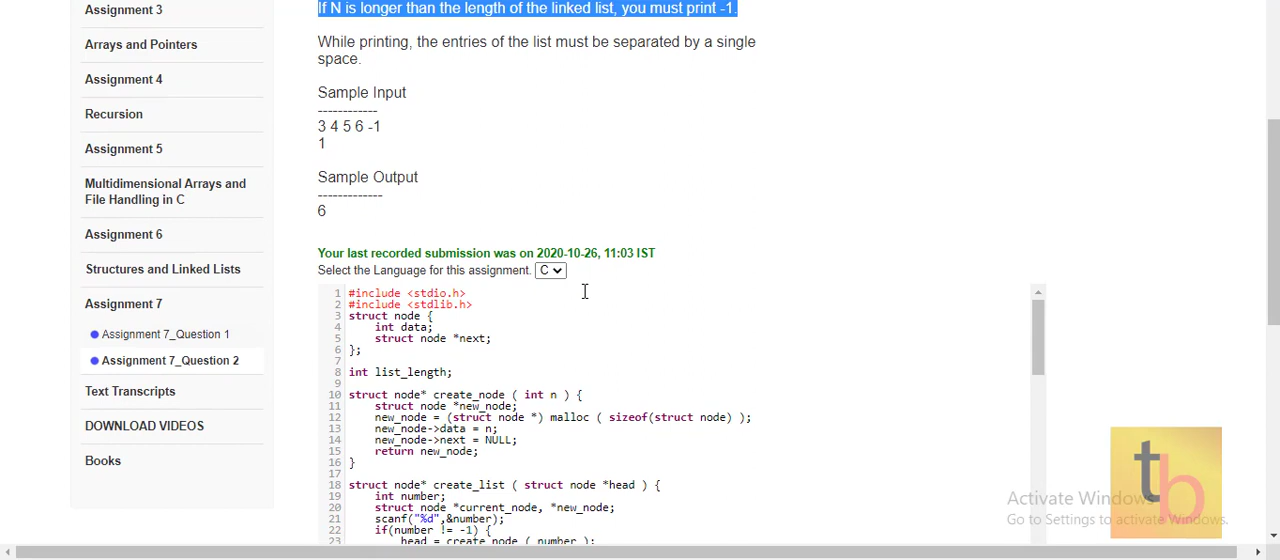 Assignment 3
Arrays and Pointers
Assignment 4
Recursion
Assignment 5
Multidimensional Arrays and
File Handling in C
Assignment 6
Structures and Linked Lists
Assignment 7
Assignment 7_Question 1
Assignment 7_Question 2
Text Transcripts
DOWNLOAD VIDEOS
Books
If N is longer than the length of the linked list, you must print -1.
While printing, the entries of the list must be separated by a single
space.
Sample Input
------------
3 4 5 6 -1
1
Sample Output
-------------
6
Your last recorded submission was on 2020-10-26, 11:03 IST
Select the Language for this assignment. C
1 #include <stdio.h>
2 #include <stdlib.h>
3 struct node {
4 int data;
5 struct node *next;
6 };
7
8 int list_length;
9
10 struct node* create_node ( int n ) {
11 struct node *new_node;
12 new_node = (struct node *) malloc ( sizeof(struct node) );
13 new_node->data = n;
14 new_node->next = NULL;
15 return new_node;
16 }
17
18 struct node* create_list ( struct node *head ) {
19 int number;
20 struct node *current_node, *new_node;
21 scanf("%d",&number);
22 if(number != -1) {
23 head = create_node ( number );
tb
Activate Windows
Go to Settings to activate Windows.